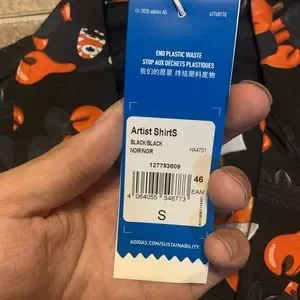 © 2020 adidas AG
END PLASTIC WASTE
STOP AUX DÉCHETS PLASTIQUES
我们的愿景 终结塑料废物
Artist ShirtS
BLACK/BLACK
NOIR/NOIR
HA4701
127783809
46
EAN
4 064055 546773
S
ADIDAS.COM/SUSTAINABILITY